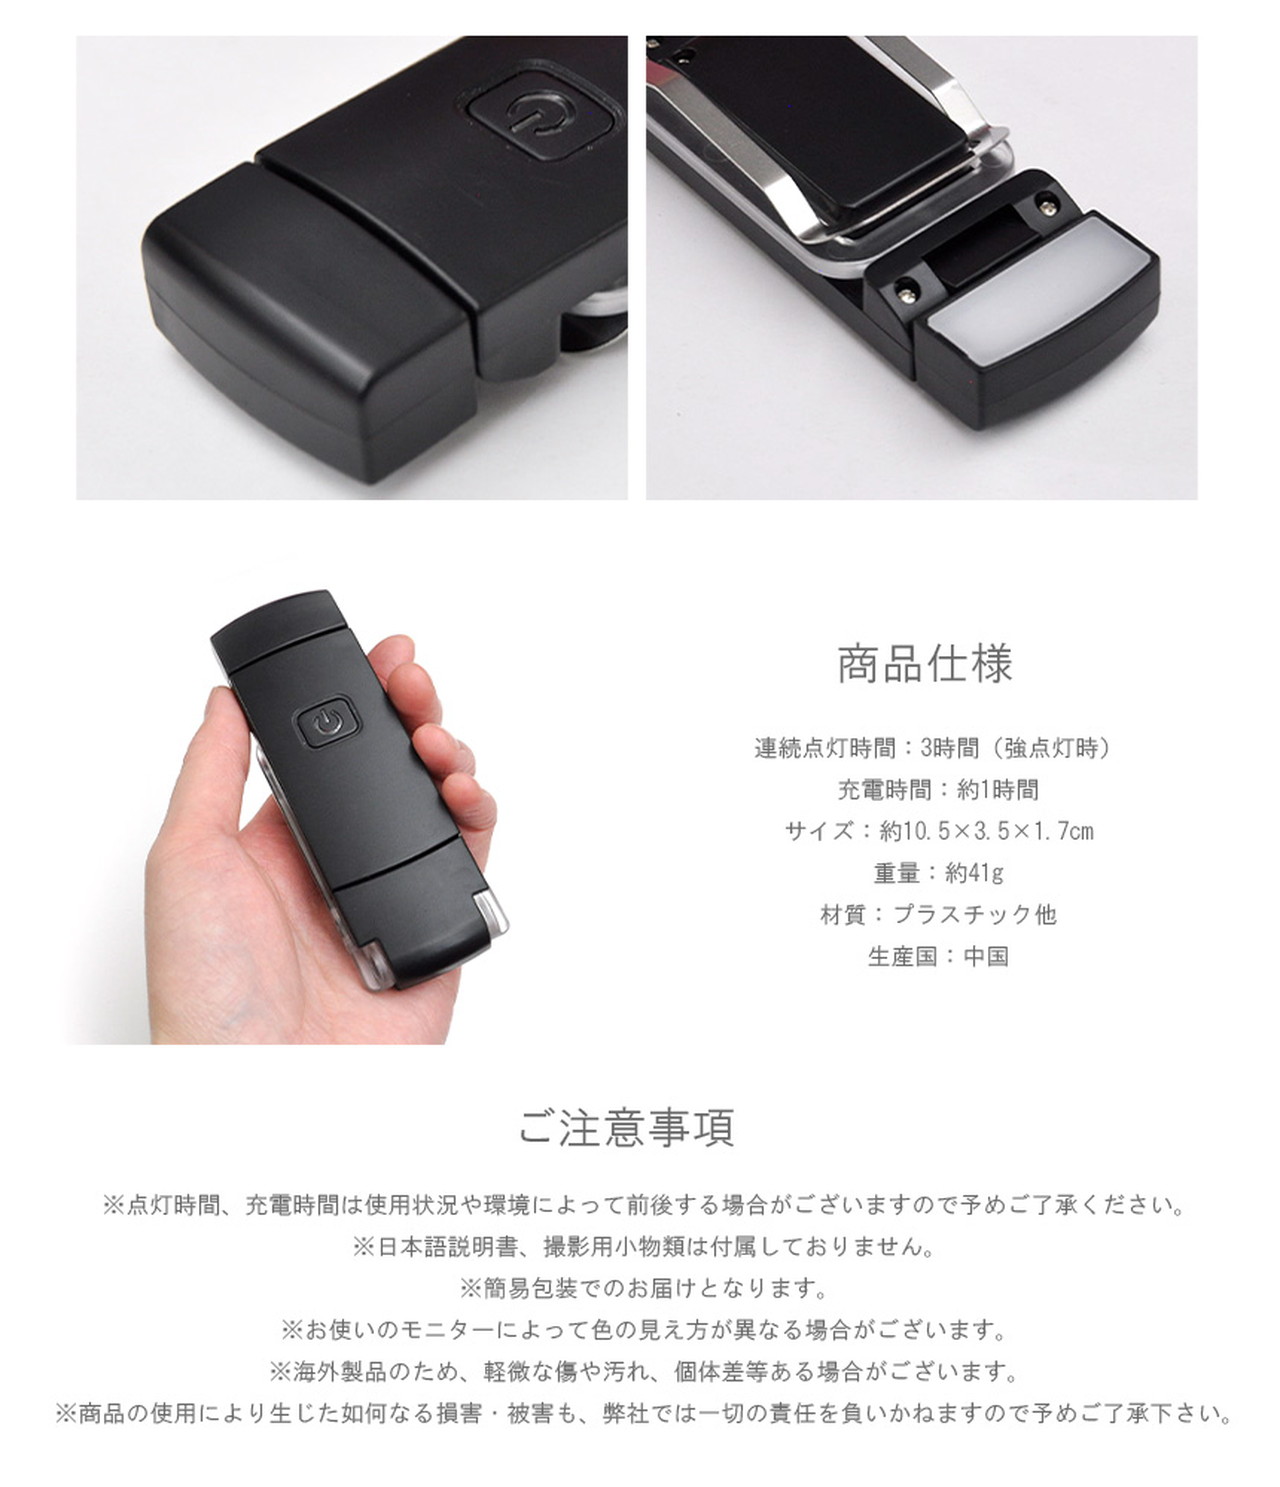 商品仕様
連続点灯時間：3時間（強点灯時）
充電時間：約1時間
サイズ：約10.5×3.5×1.7cm
重量：約41g
材質：プラスチック他
生産国：中国
ご注意事項
※点灯時間、充電時間は使用状況や環境によって前後する場合がございますので予めご了承ください。
※日本語説明書、撮影用小物類は付属しておりません。
※簡易包装でのお届けとなります。
※お使いのモニターによって色の見え方が異なる場合がございます。
※海外製品のため、軽微な傷や汚れ、個体差等ある場合がございます。
※商品の使用により生じた如何なる損害・被害も、弊社では一切の責任を負いかねますので予めご了承下さい。